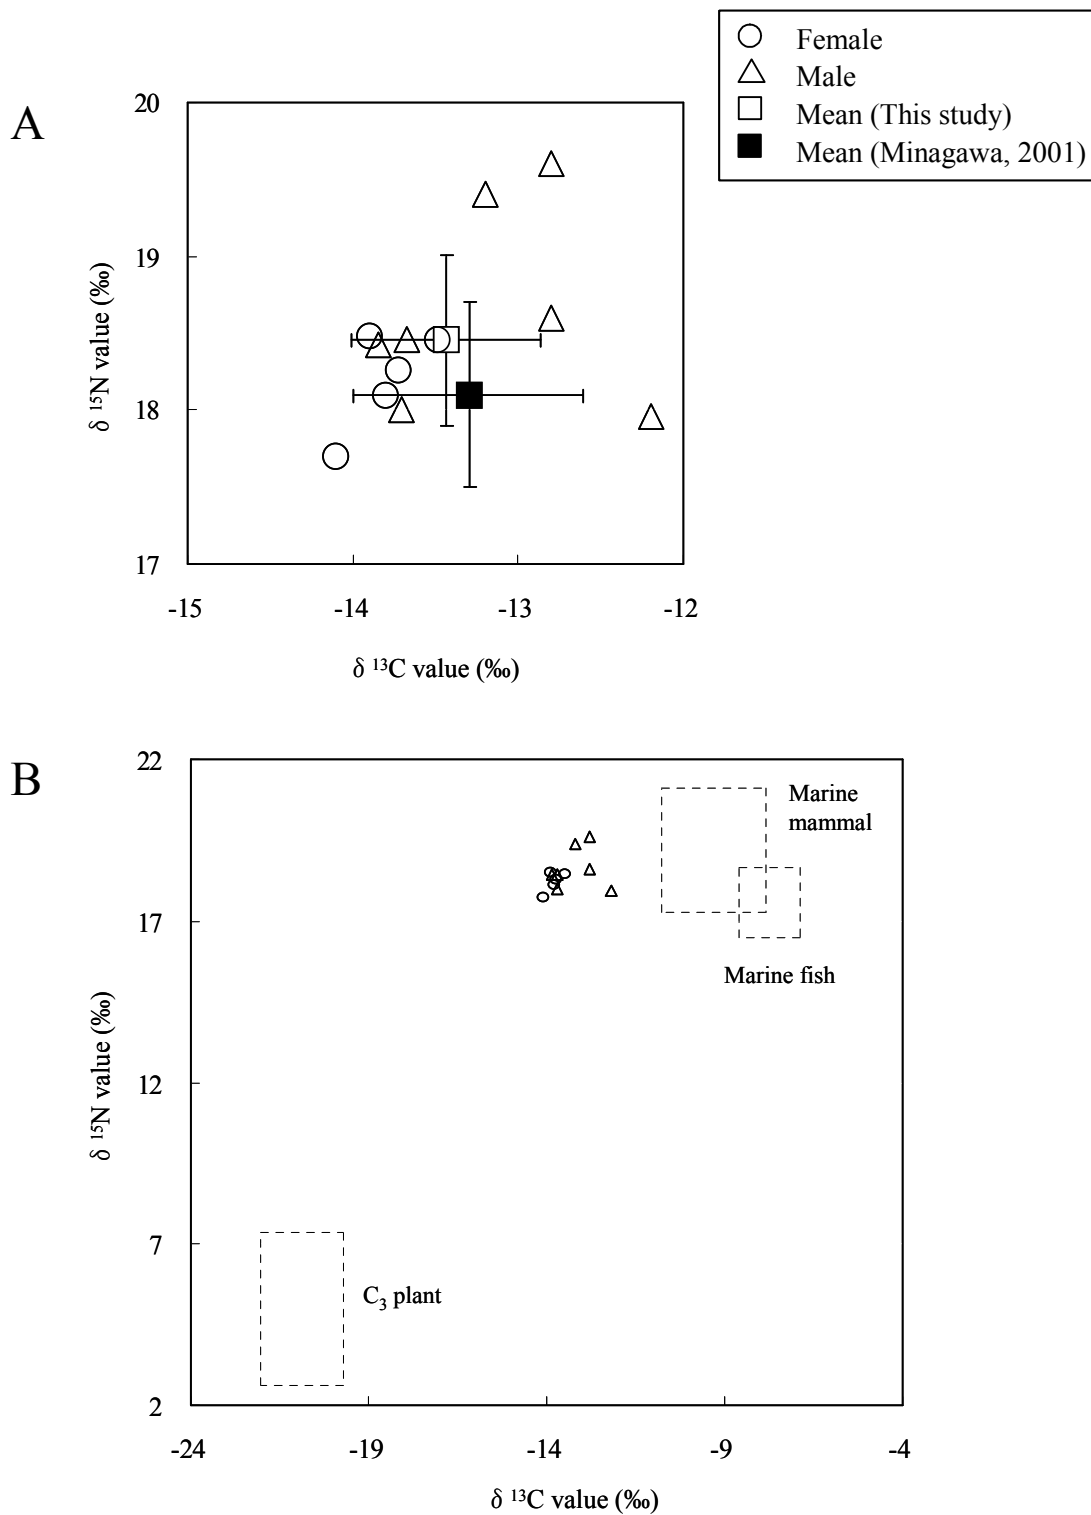 Female
Male
Mean (This study)
Mean (Minagawa, 2001)
A
20
19
18
17
δ ¹⁵N value (‰)
-15 -14 -13 -12
δ ¹³C value (‰)
B
22
17
12
7
2
δ ¹⁵N value (‰)
Marine
mammal
Marine fish
C₃ plant
-24 -19 -14 -9 -4
δ ¹³C value (‰)